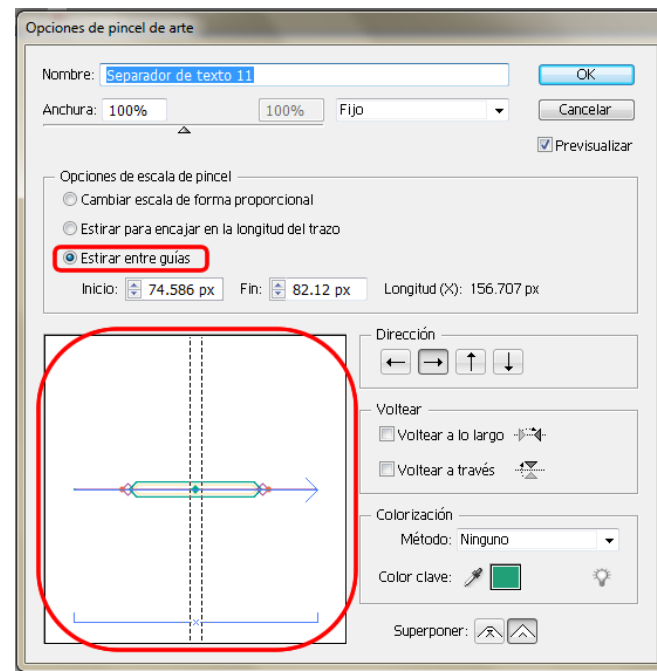 Opciones de pincel de arte
Nombre: Separador de texto 11
OK
Anchura: 100% 100% Fijo
Cancelar
Previsualizar
Opciones de escala de pincel
Cambiar escala de forma proporcional
Estirar para encajar en la longitud del trazo
Estirar entre guías
Inicio: 74.586 px Fin: 82.12 px Longitud (X): 156.707 px
Dirección
Voltear
Voltear a lo largo
Voltear a través
Colorización
Método: Ninguno
Color clave:
Superponer: